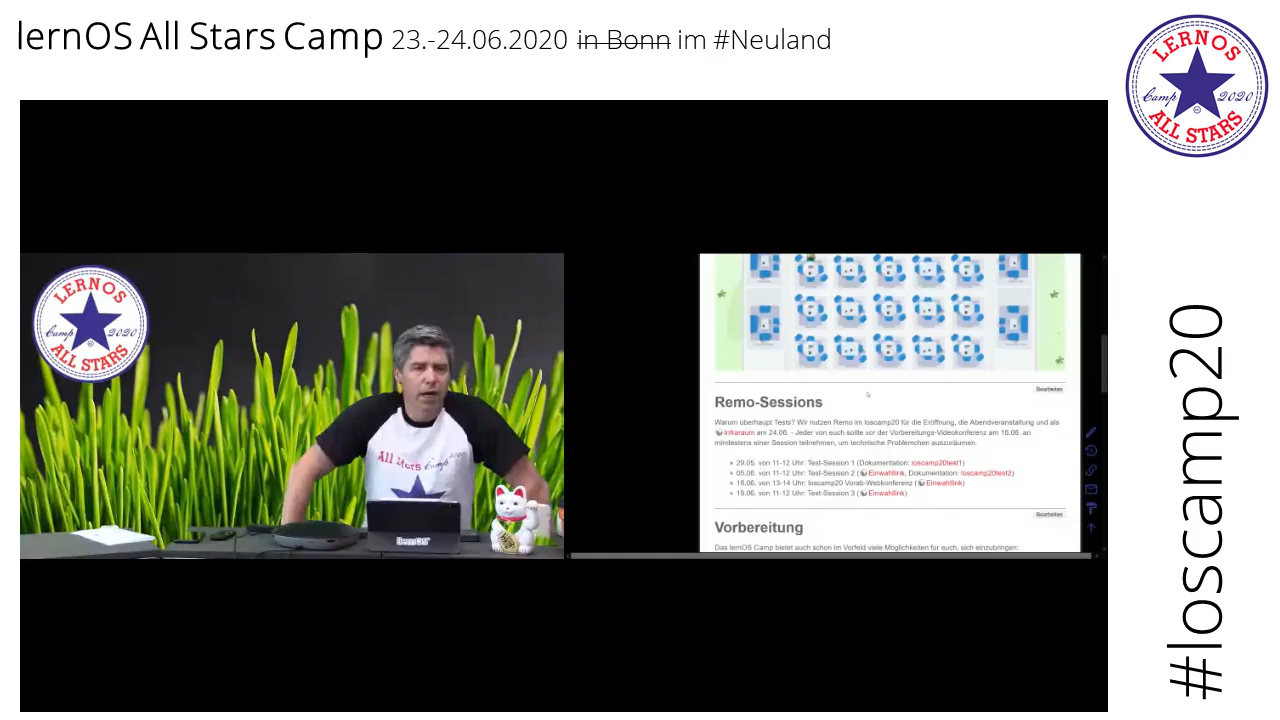 lernOS All Stars Camp 23.-24.06.2020 in Bonn im #Neuland
LERNOS
Camp 2020
ALL STARS
LERNOS
Camp 2020
ALL STARS
All Stars Camp 2020
lernOS
Bearbeiten
Remo-Sessions
Warum überhaupt Tests? Wir nutzen Remo im loscamp20 für die Eröffnung, die Abendveranstaltung und als
Infraraum am 24.06. - Jeder von euch sollte vor der Vorbereitungs-Videokonferenz am 18.06. an
mindestens einer Session teilnehmen, um technische Problemchen auszuräumen.
29.05. von 11-12 Uhr: Test-Session 1 (Dokumentation: loscamp20test1)
05.06. von 11-12 Uhr: Test-Session 2 (Einwahllink, Dokumentation: loscamp20test2)
18.06. von 13-14 Uhr: loscamp20 Vorab-Webkonferenz (Einwahllink)
19.06. von 11-12 Uhr: Test-Session 3 (Einwahllink)
Bearbeiten
Vorbereitung
Das lernOS Camp bietet auch schon im Vorfeld viele Möglichkeiten für euch, sich einzubringen:
#loscamp20